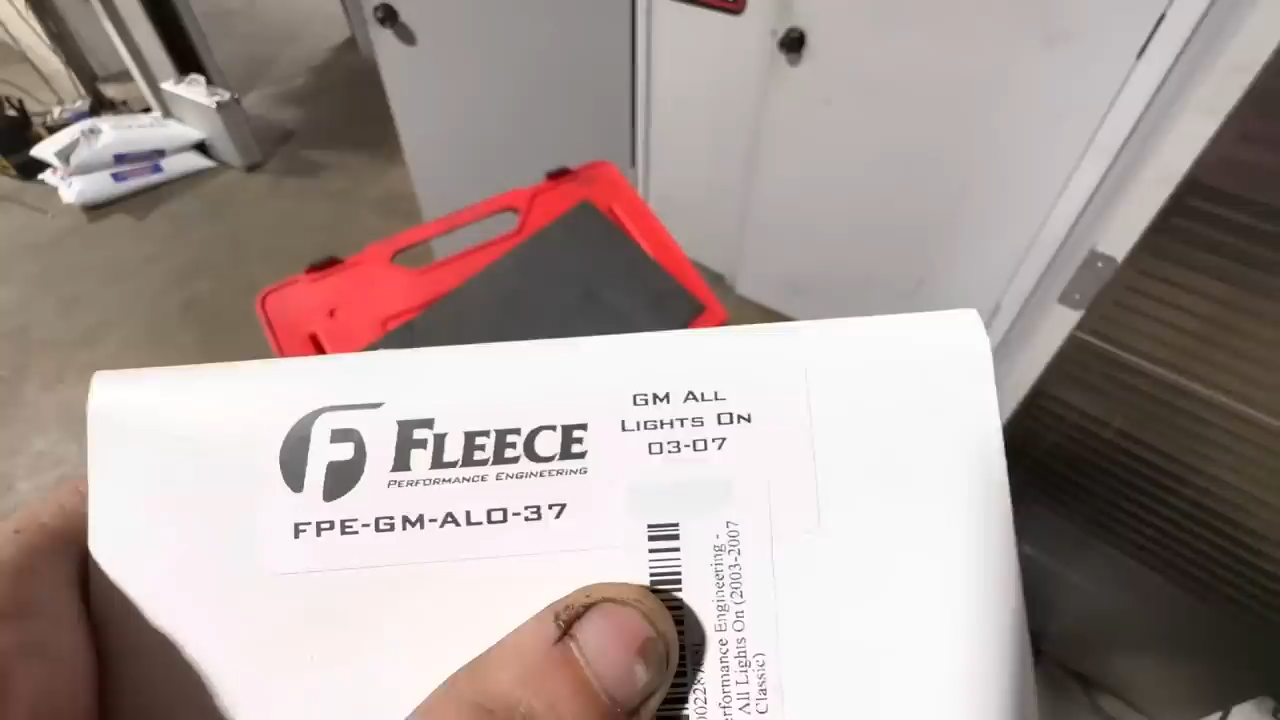 FLEECE
PERFORMANCE ENGINEERING
FPE-GM-ALO-37
GM ALL
LIGHTS ON
03-07
erformance Engineering -
All Lights On (2003-2007
Classic)